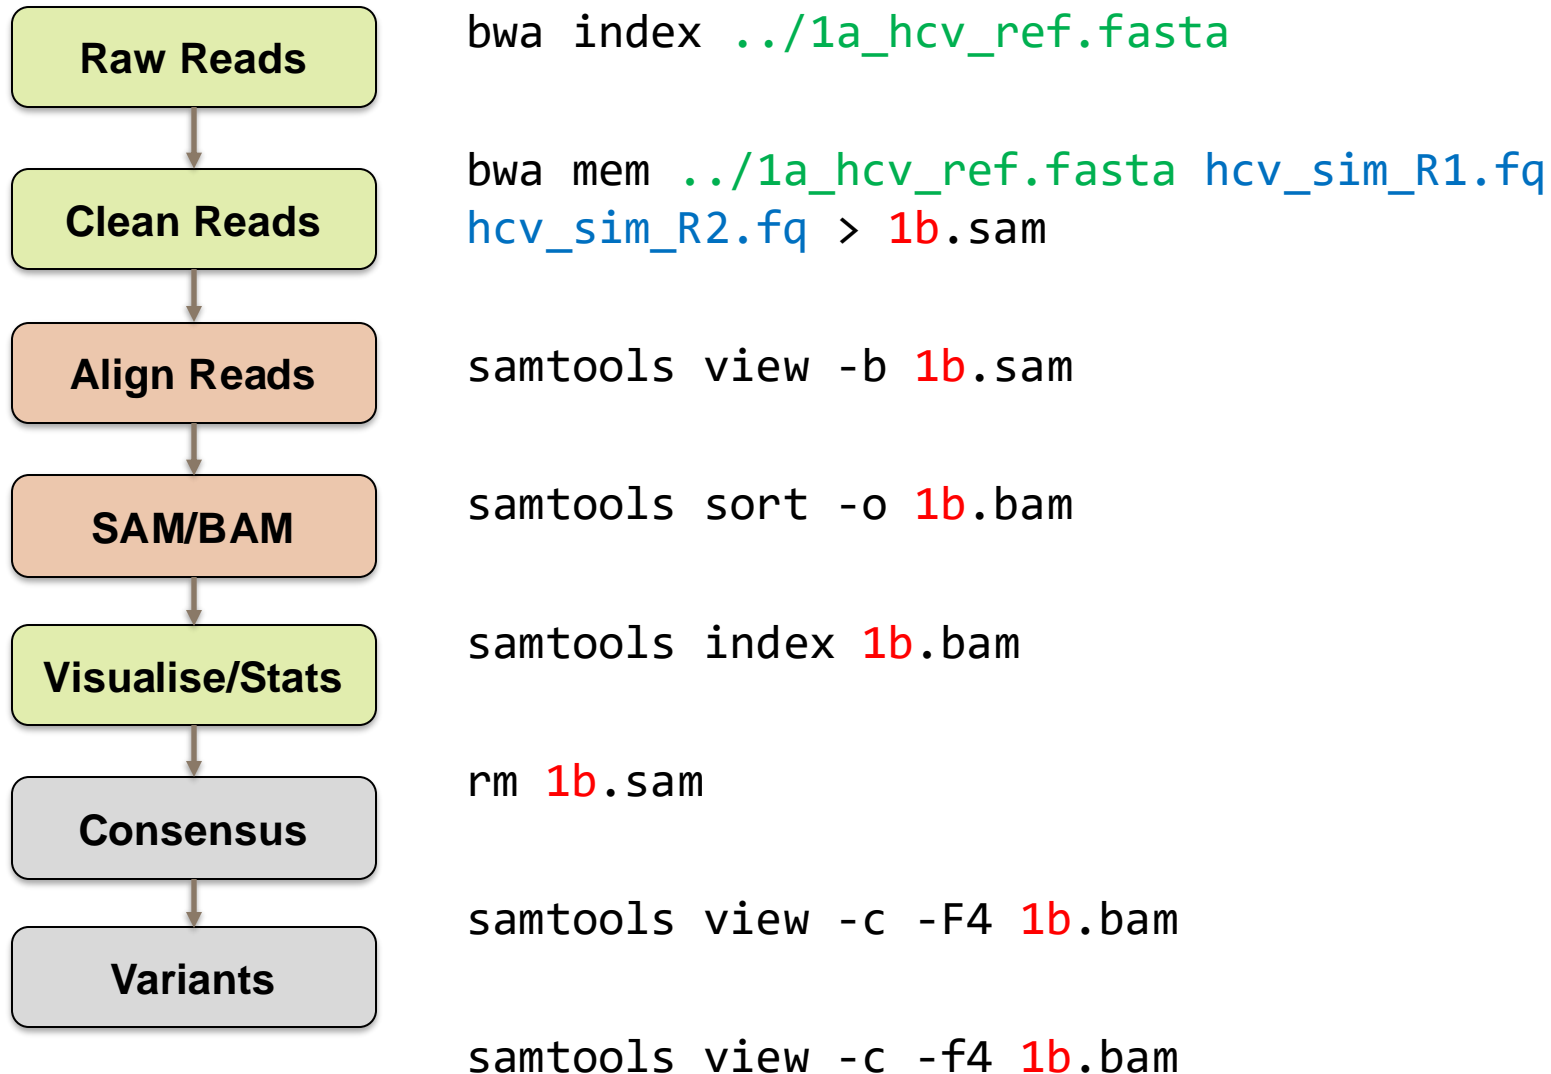 Raw Reads
Clean Reads
Align Reads
SAM/BAM
Visualise/Stats
Consensus
Variants
bwa index ../1a_hcv_ref.fasta
bwa mem ../1a_hcv_ref.fasta hcv_sim_R1.fq
hcv_sim_R2.fq > 1b.sam
samtools view -b 1b.sam
samtools sort -o 1b.bam
samtools index 1b.bam
rm 1b.sam
samtools view -c -F4 1b.bam
samtools view -c -f4 1b.bam